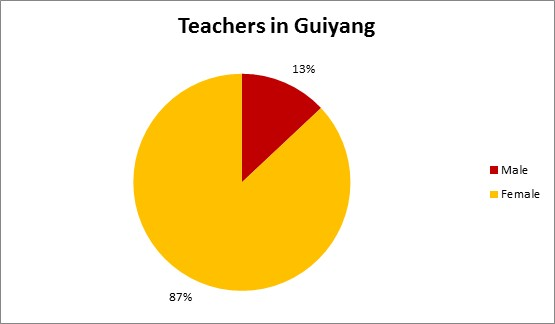 Teachers in Guiyang
13%
Male
Female
87%